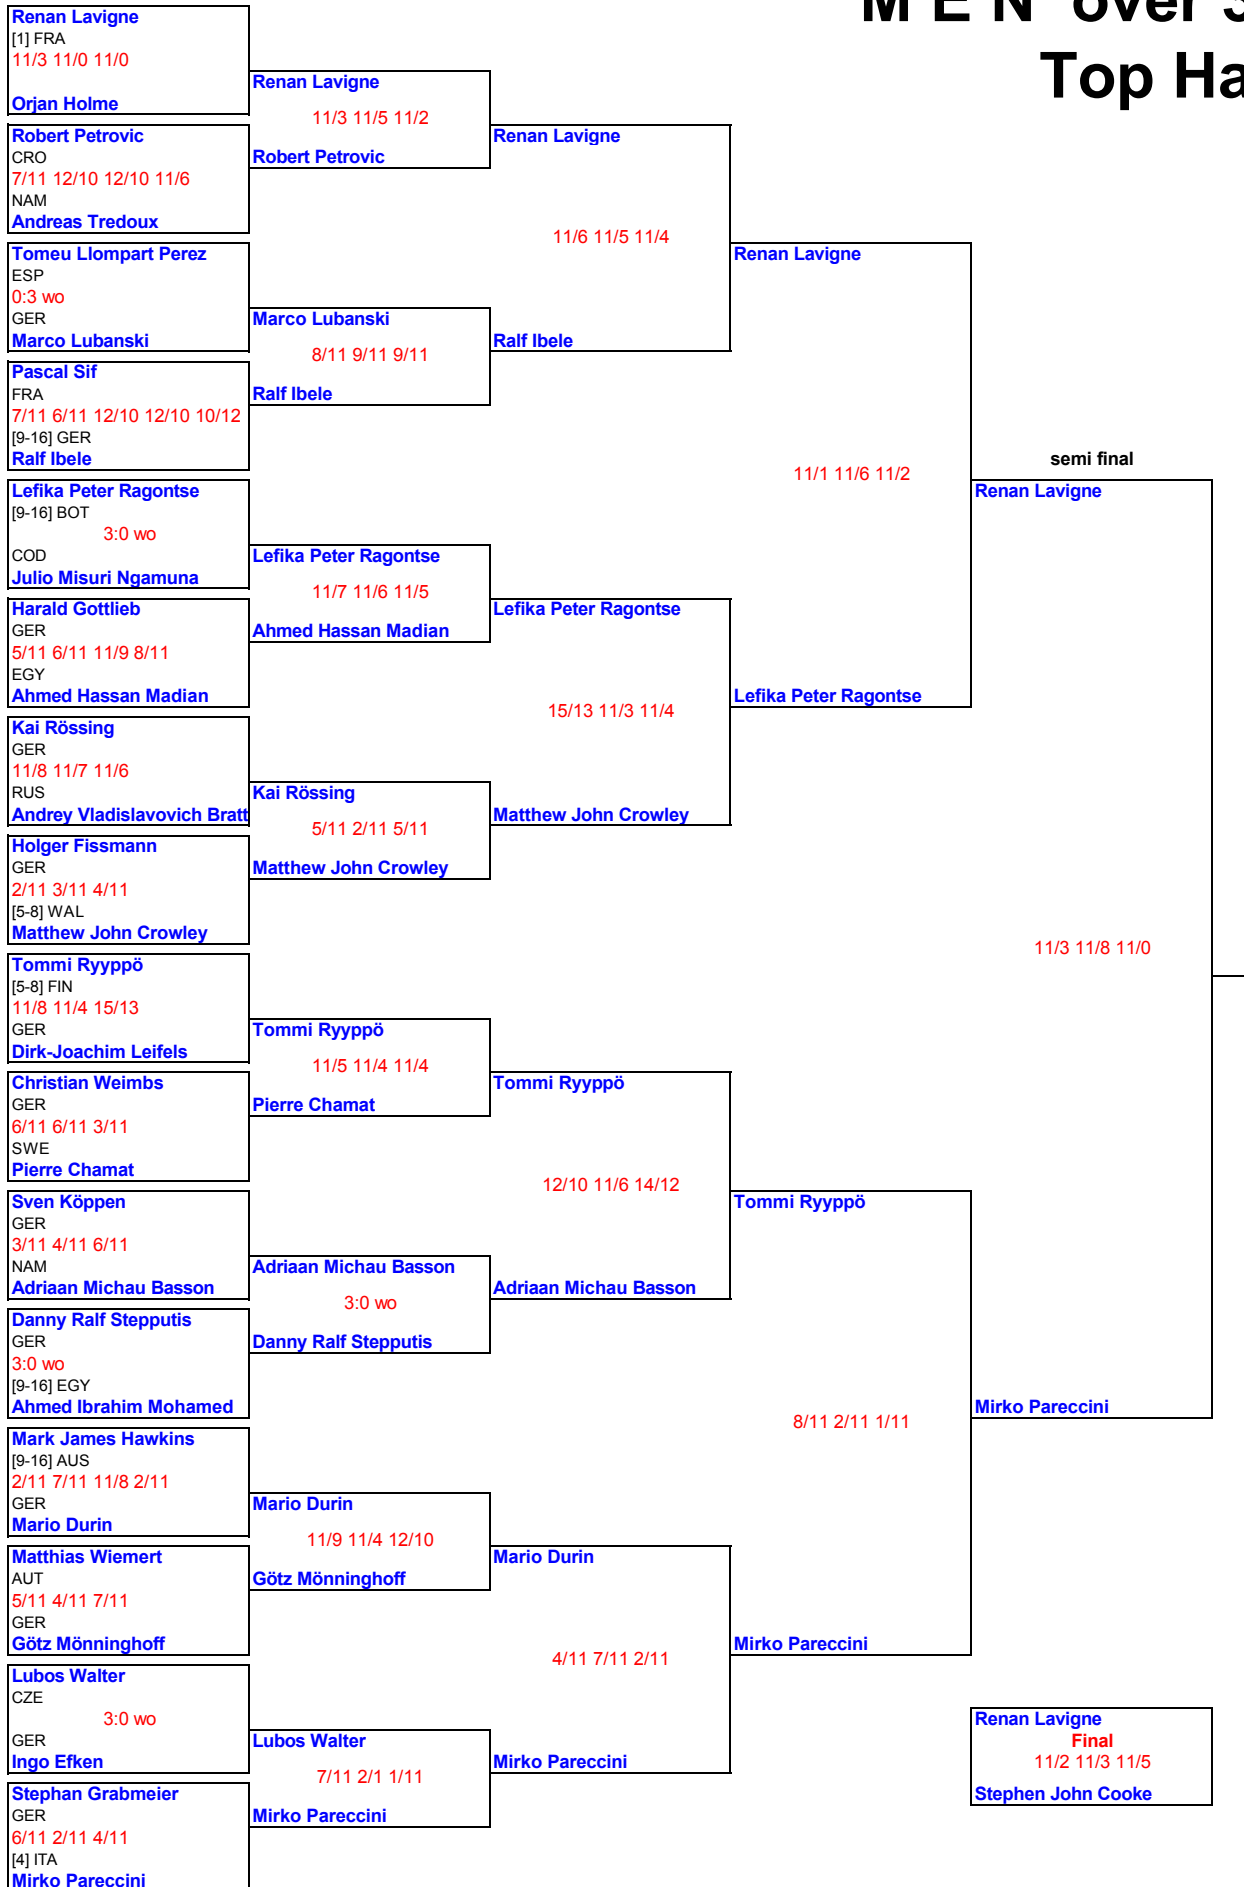 M E N over 3
Top Ha
Renan Lavigne
[1] FRA
11/3 11/0 11/0
Orjan Holme
Robert Petrovic
CRO
7/11 12/10 12/10 11/6
NAM
Andreas Tredoux
Tomeu Llompart Perez
ESP
0:3 wo
GER
Marco Lubanski
Pascal Sif
FRA
7/11 6/11 12/10 12/10 10/12
[9-16] GER
Ralf Ibele
Lefika Peter Ragontse
[9-16] BOT
3:0 wo
COD
Julio Misuri Ngamuna
Harald Gottlieb
GER
5/11 6/11 11/9 8/11
EGY
Ahmed Hassan Madian
Kai Rössing
GER
11/8 11/7 11/6
RUS
Andrey Vladislavovich Bratt
Holger Fissmann
GER
2/11 3/11 4/11
[5-8] WAL
Matthew John Crowley
Tommi Ryyppö
[5-8] FIN
11/8 11/4 15/13
GER
Dirk-Joachim Leifels
Christian Weimbs
GER
6/11 6/11 3/11
SWE
Pierre Chamat
Sven Köppen
GER
3/11 4/11 6/11
NAM
Adriaan Michau Basson
Danny Ralf Stepputis
GER
3:0 wo
[9-16] EGY
Ahmed Ibrahim Mohamed
Mark James Hawkins
[9-16] AUS
2/11 7/11 11/8 2/11
GER
Mario Durin
Matthias Wiemert
AUT
5/11 4/11 7/11
GER
Götz Mönninghoff
Lubos Walter
CZE
3:0 wo
GER
Ingo Efken
Stephan Grabmeier
GER
6/11 2/11 4/11
[4] ITA
Mirko Pareccini
Renan Lavigne
11/3 11/5 11/2
Robert Petrovic
Marco Lubanski
8/11 9/11 9/11
Ralf Ibele
Lefika Peter Ragontse
11/7 11/6 11/5
Ahmed Hassan Madian
Kai Rössing
5/11 2/11 5/11
Matthew John Crowley
Tommi Ryyppö
11/5 11/4 11/4
Pierre Chamat
Adriaan Michau Basson
3:0 wo
Danny Ralf Stepputis
Mario Durin
11/9 11/4 12/10
Götz Mönninghoff
Lubos Walter
7/11 2/1 1/11
Mirko Pareccini
Renan Lavigne
11/6 11/5 11/4
Ralf Ibele
Lefika Peter Ragontse
15/13 11/3 11/4
Matthew John Crowley
Tommi Ryyppö
12/10 11/6 14/12
Adriaan Michau Basson
Mario Durin
4/11 7/11 2/11
Mirko Pareccini
Renan Lavigne
11/1 11/6 11/2
Lefika Peter Ragontse
Tommi Ryyppö
8/11 2/11 1/11
Mirko Pareccini
semi final
Renan Lavigne
11/3 11/8 11/0
Mirko Pareccini
Renan Lavigne
Final
11/2 11/3 11/5
Stephen John Cooke